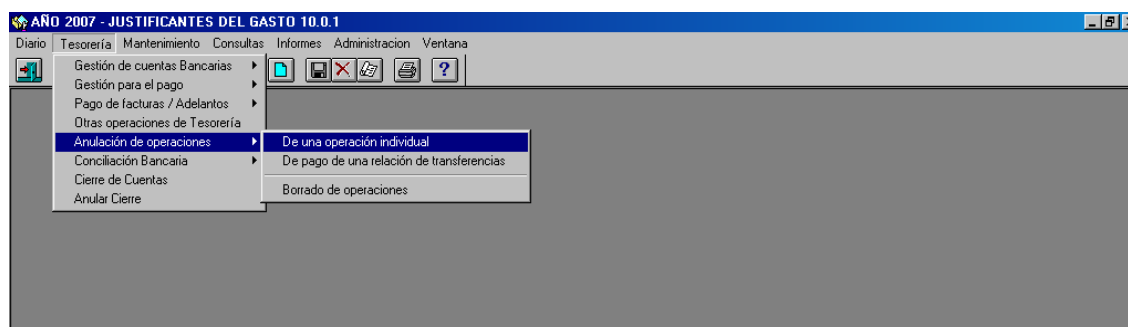 AÑO 2007 - JUSTIFICANTES DEL GASTO 10.0.1
Diario Tesorería Mantenimiento Consultas Informes Administracion Ventana
Gestión de cuentas Bancarias
Gestión para el pago
Pago de facturas / Adelantos
Otras operaciones de Tesorería
Anulación de operaciones
Conciliación Bancaria
Cierre de Cuentas
Anular Cierre
De una operación individual
De pago de una relación de transferencias
Borrado de operaciones